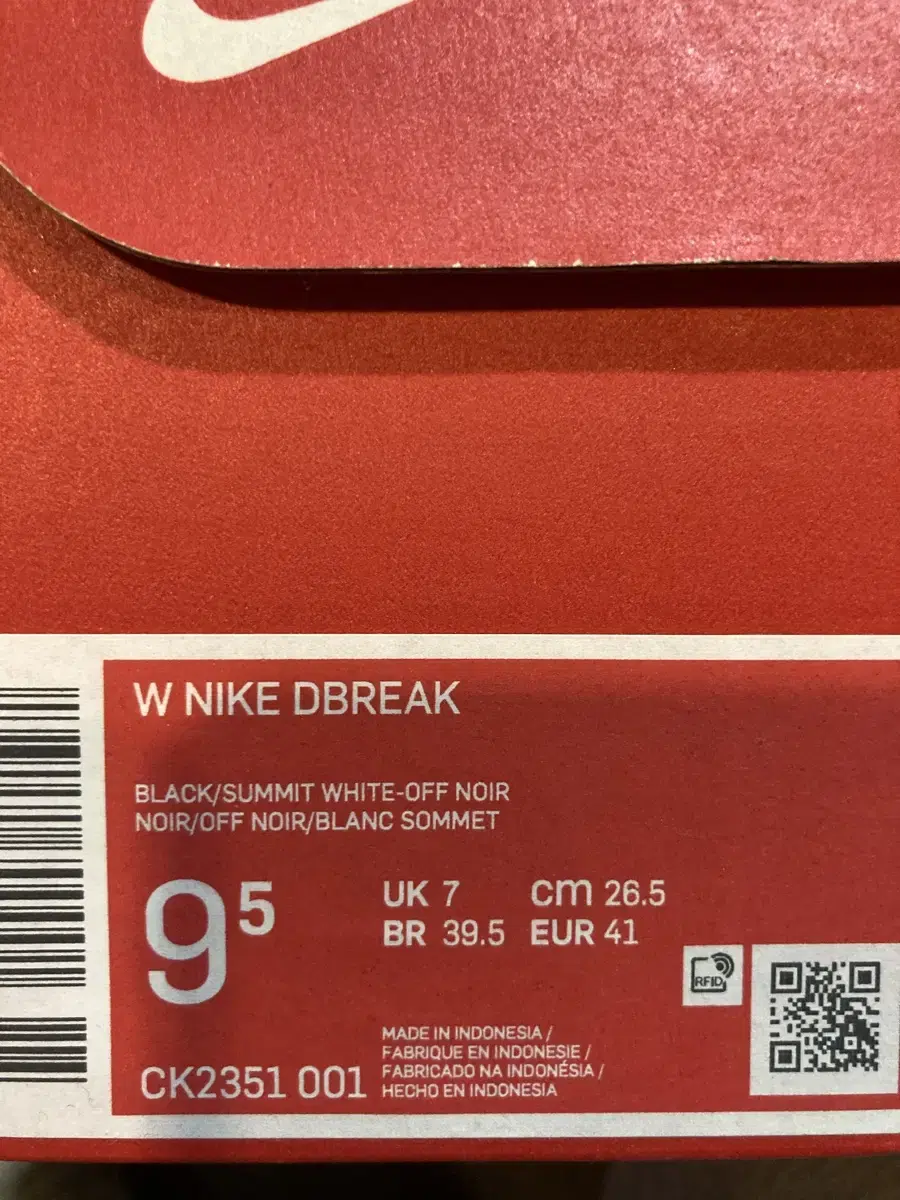 W NIKE DBREAK
BLACK/SUMMIT WHITE-OFF NOIR
NOIR/OFF NOIR/BLANC SOMMET
9⁵
UK 7 cm 26.5
BR 39.5 EUR 41
RFID
CK2351 001
MADE IN INDONESIA /
FABRIQUE EN INDONESIE /
FABRICADO NA INDONÉSIA /
HECHO EN INDONESIA